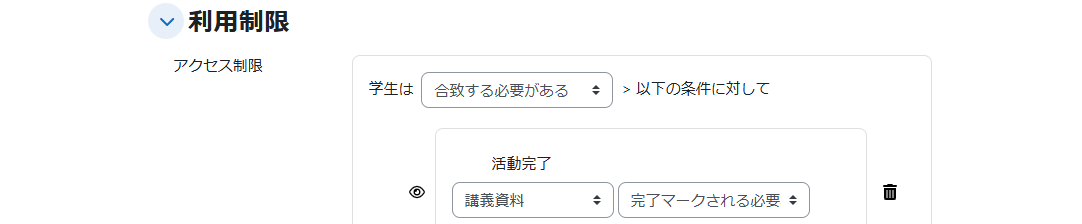 利用制限
アクセス制限
学生は 合致する必要がある > 以下の条件に対して
活動完了
講義資料 完了マークされる必要